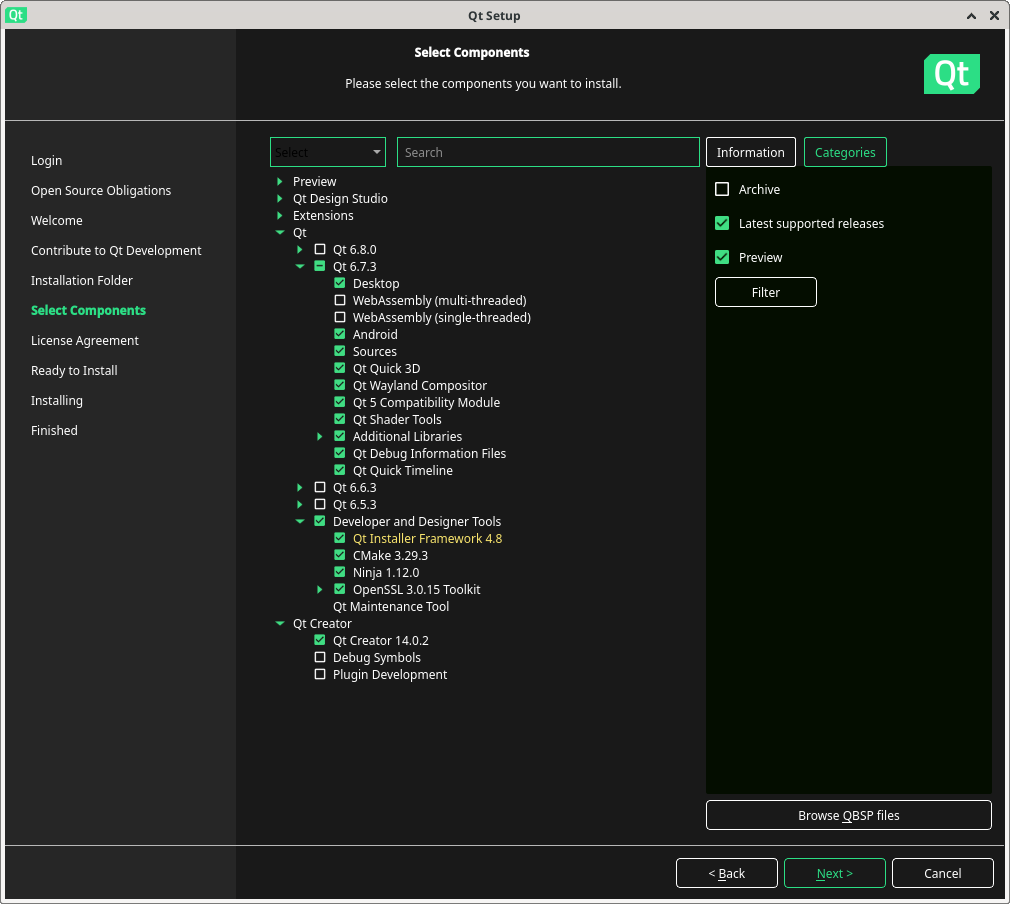 Qt Qt Setup
Select Components
Please select the components you want to install.
Qt
Login
Open Source Obligations
Welcome
Contribute to Qt Development
Installation Folder
Select Components
License Agreement
Ready to Install
Installing
Finished
Select Search Information Categories
Preview
Qt Design Studio
Extensions
Qt
Qt 6.8.0
Qt 6.7.3
Desktop
WebAssembly (multi-threaded)
WebAssembly (single-threaded)
Android
Sources
Qt Quick 3D
Qt Wayland Compositor
Qt 5 Compatibility Module
Qt Shader Tools
Additional Libraries
Qt Debug Information Files
Qt Quick Timeline
Qt 6.6.3
Qt 6.5.3
Developer and Designer Tools
Qt Installer Framework 4.8
CMake 3.29.3
Ninja 1.12.0
OpenSSL 3.0.15 Toolkit
Qt Maintenance Tool
Qt Creator
Qt Creator 14.0.2
Debug Symbols
Plugin Development
Archive
Latest supported releases
Preview
Filter
Browse QBSP files
< Back Next > Cancel